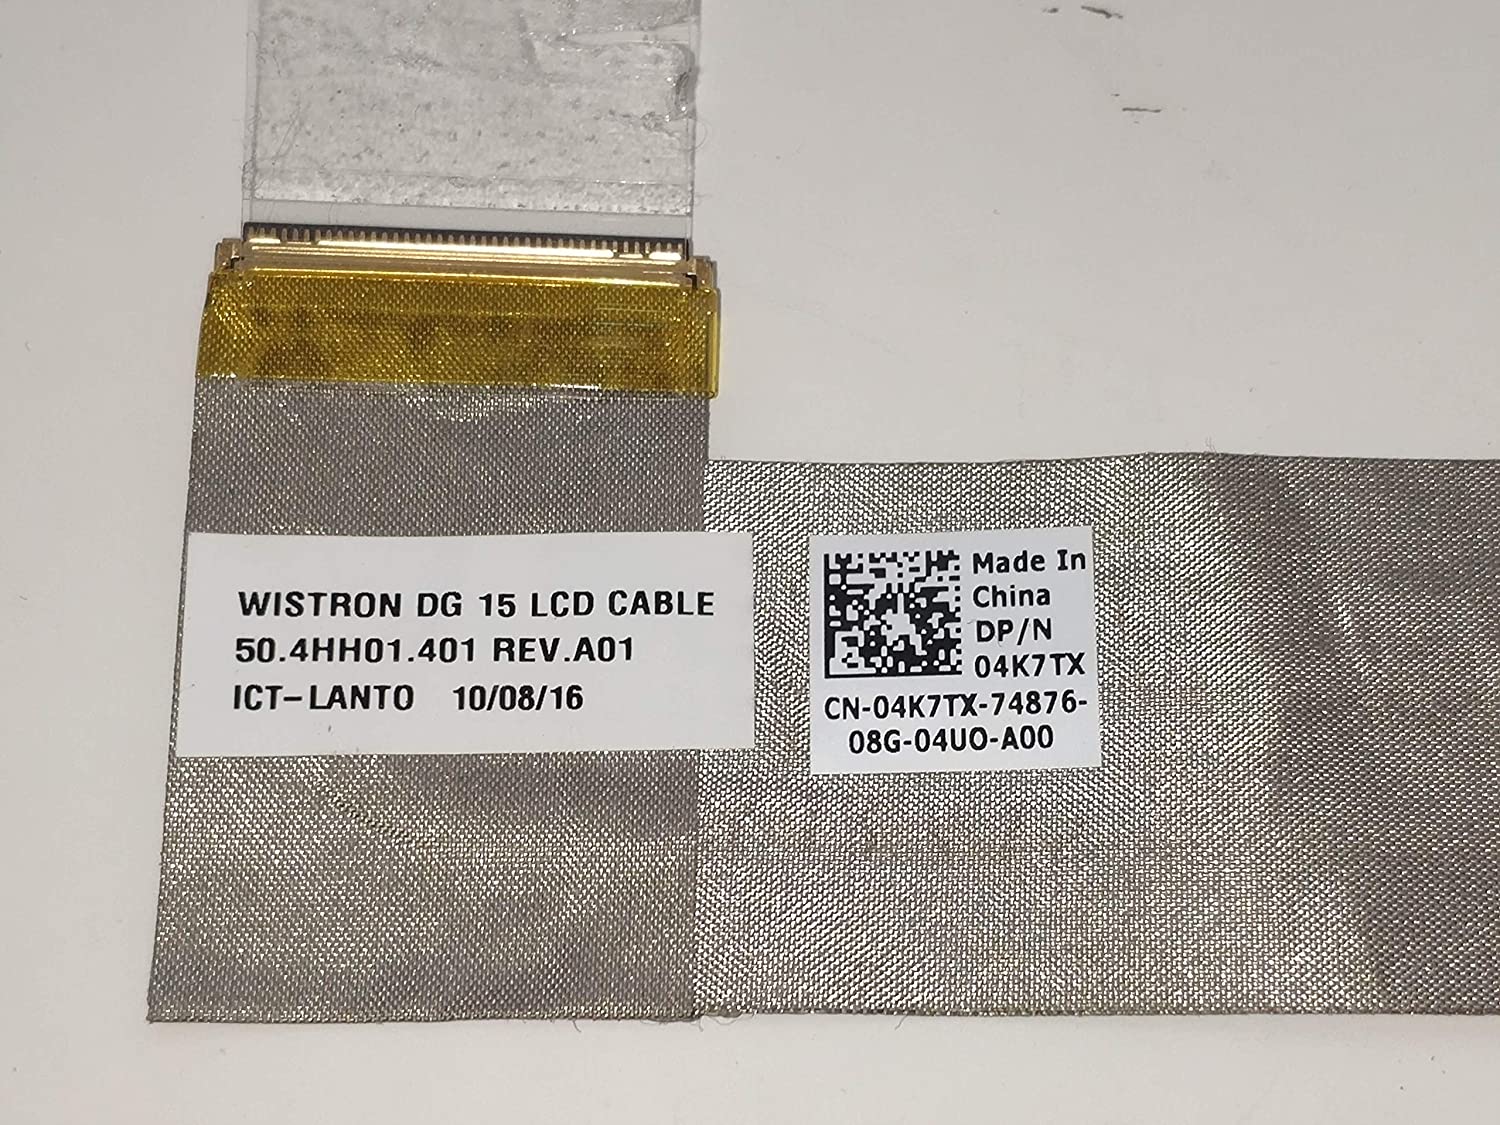 WISTRON DG 15 LCD CABLE
50.4HH01.401 REV.A01
ICT-LANTO 10/08/16
Made In
China
DP/N
04K7TX
CN-04K7TX-74876-
08G-04UO-A00